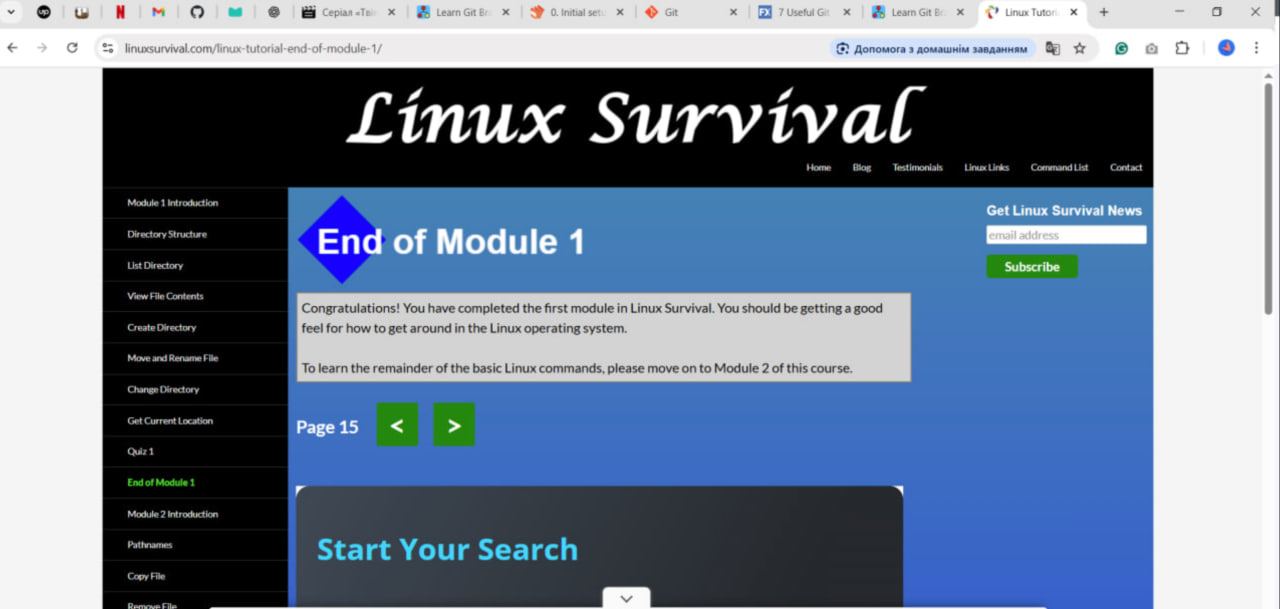 Серіал «Твін
Learn Git Bra
0. Initial setu
Git
7 Useful Git
Learn Git Bra
Linux Tutoria
linuxsurvival.com/linux-tutorial-end-of-module-1/
Допомога з домашнім завданням
Linux Survival
Home
Blog
Testimonials
Linux Links
Command List
Contact
Module 1 Introduction
Directory Structure
List Directory
View File Contents
Create Directory
Move and Rename File
Change Directory
Get Current Location
Quiz 1
End of Module 1
Module 2 Introduction
Pathnames
Copy File
Remove File
End of Module 1
Congratulations! You have completed the first module in Linux Survival. You should be getting a good
feel for how to get around in the Linux operating system.
To learn the remainder of the basic Linux commands, please move on to Module 2 of this course.
Page 15
<
>
Start Your Search
Get Linux Survival News
email address
Subscribe